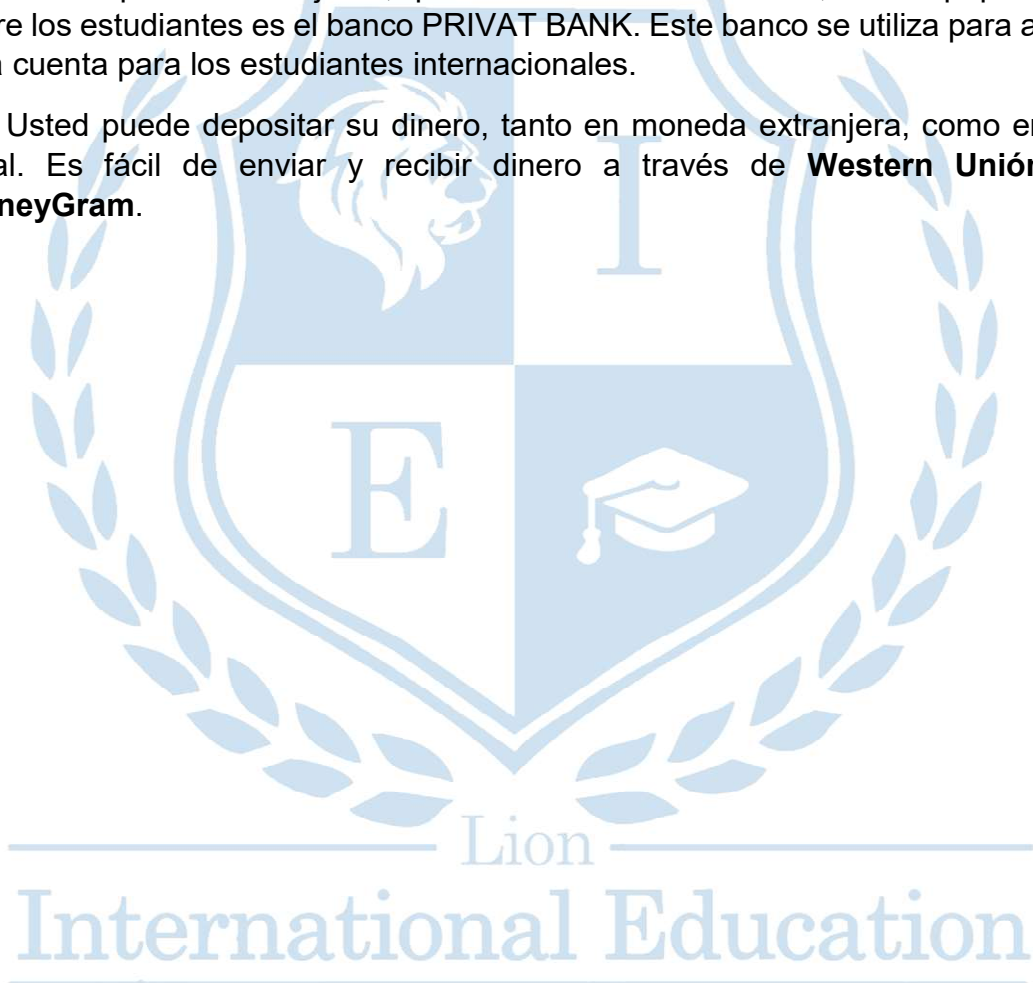 re los estudiantes es el banco PRIVAT BANK. Este banco se utiliza para a
cuenta para los estudiantes internacionales.
Usted puede depositar su dinero, tanto en moneda extranjera, como e
al. Es fácil de enviar y recibir dinero a través de Western Unión
neyGram.
I
E
Lion
International Education